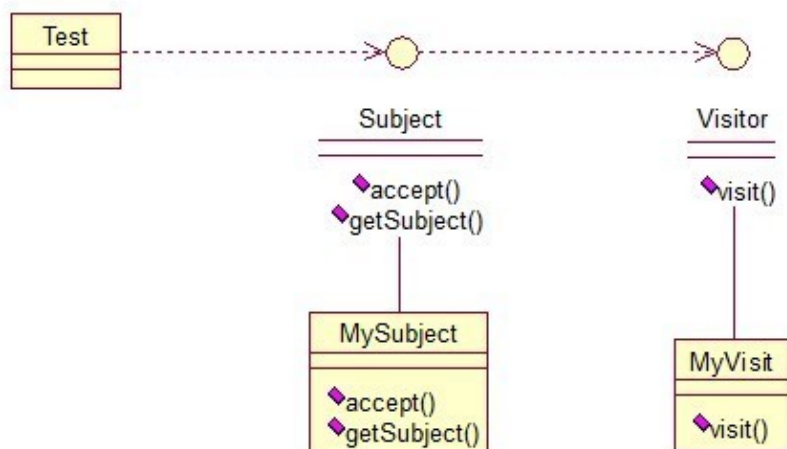 Test
Subject
accept()
getSubject()
Visitor
visit()
MySubject
accept()
getSubject()
MyVisit
visit()